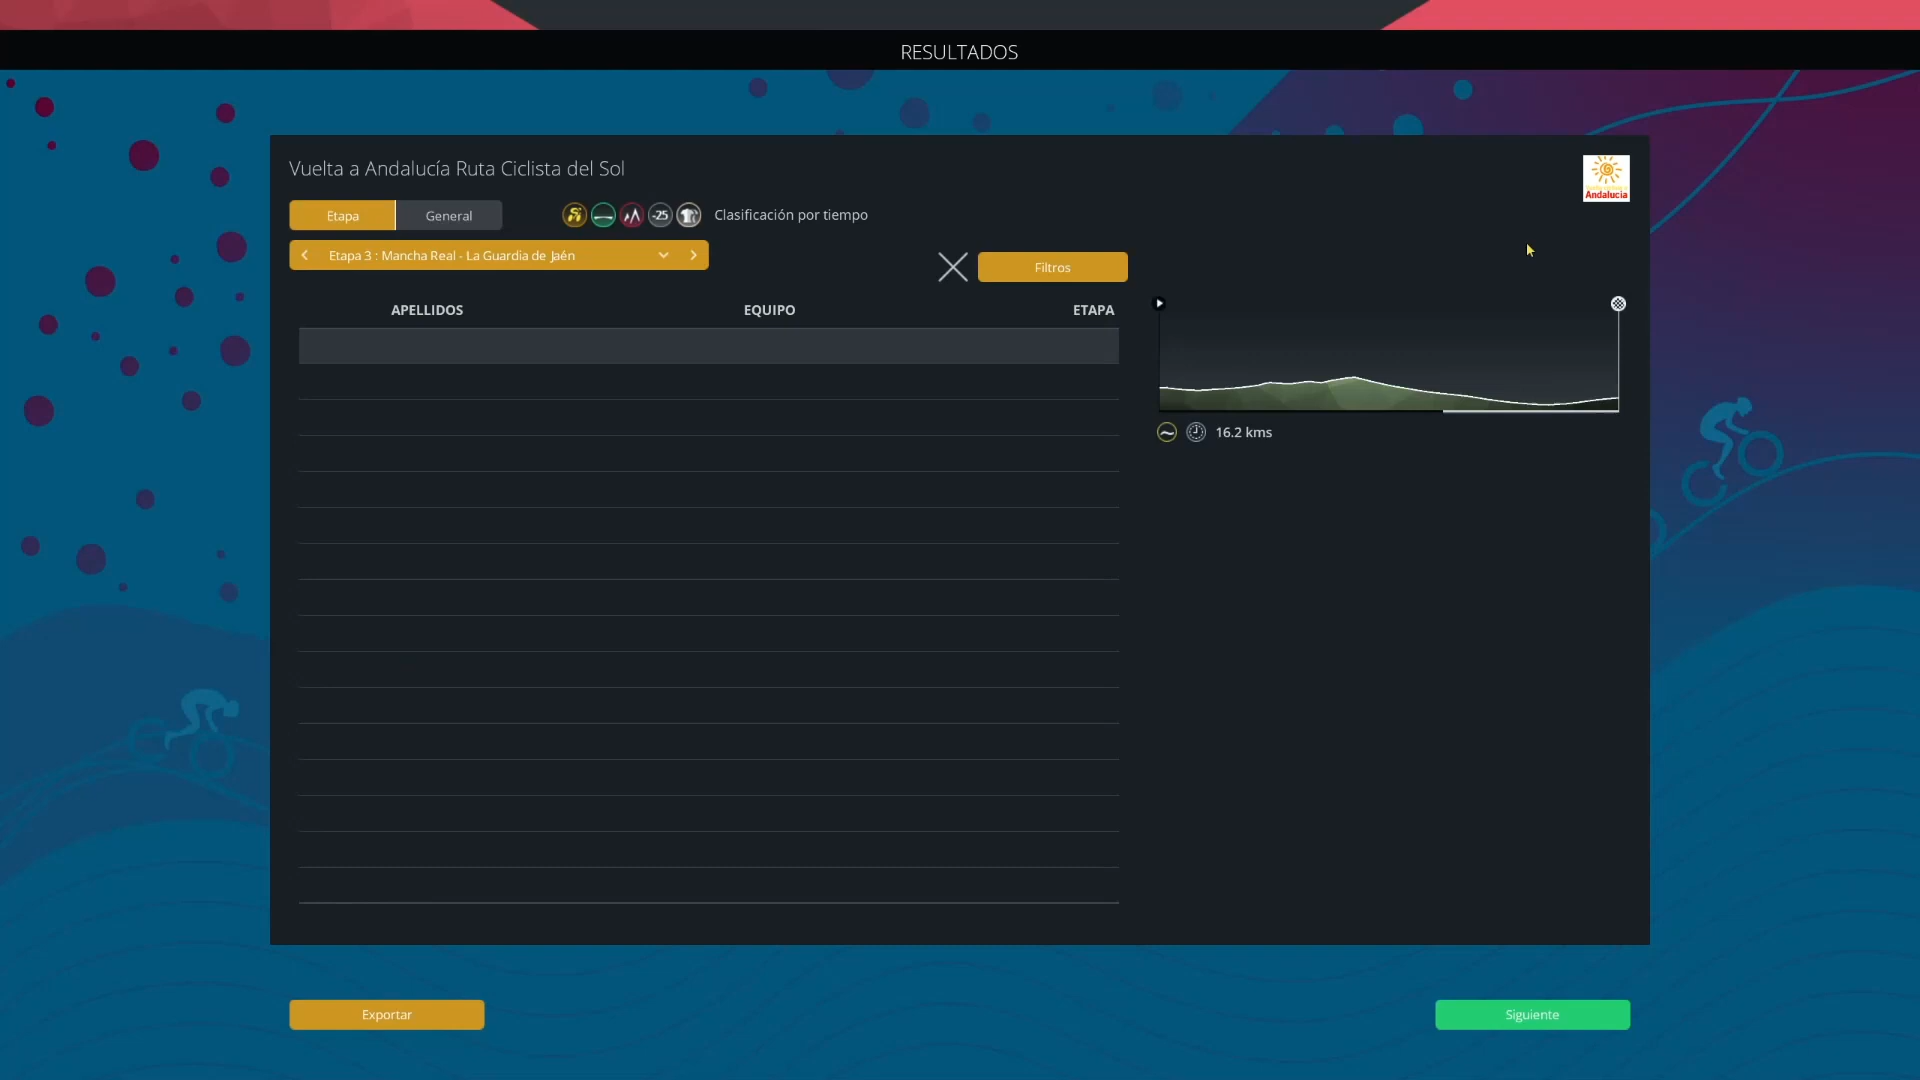 RESULTADOS
Vuelta a Andalucía Ruta Ciclista del Sol
Andalucia
Etapa
General
-25
Clasificación por tiempo
Etapa 3 : Mancha Real - La Guardia de Jaén
Filtros
APELLIDOS
EQUIPO
ETAPA
16.2 kms
Exportar
Siguiente